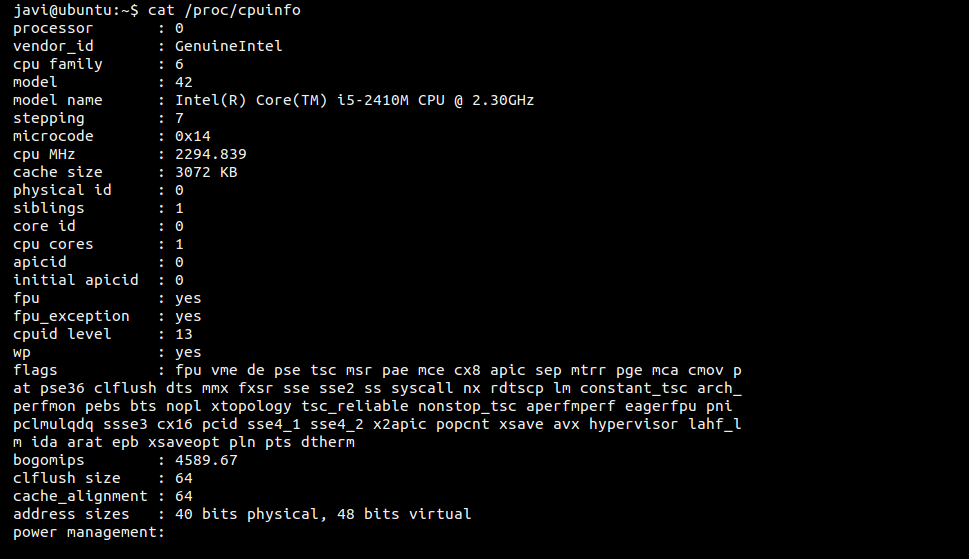 javi@ubuntu:~$ cat /proc/cpuinfo
processor       : 0
vendor_id       : GenuineIntel
cpu family      : 6
model           : 42
model name      : Intel(R) Core(TM) i5-2410M CPU @ 2.30GHz
stepping        : 7
microcode       : 0x14
cpu MHz         : 2294.839
cache size      : 3072 KB
physical id     : 0
siblings        : 1
core id         : 0
cpu cores       : 1
apicid          : 0
initial apicid  : 0
fpu             : yes
fpu_exception   : yes
cpuid level     : 13
wp              : yes
flags           : fpu vme de pse tsc msr pae mce cx8 apic sep mtrr pge mca cmov p
at pse36 clflush dts mmx fxsr sse sse2 ss syscall nx rdtscp lm constant_tsc arch_
perfmon pebs bts nopl xtopology tsc_reliable nonstop_tsc aperfmperf eagerfpu pni
pclmulqdq ssse3 cx16 pcid sse4_1 sse4_2 x2apic popcnt xsave avx hypervisor lahf_l
m ida arat epb xsaveopt pln pts dtherm
bogomips        : 4589.67
clflush size    : 64
cache_alignment : 64
address sizes   : 40 bits physical, 48 bits virtual
power management: